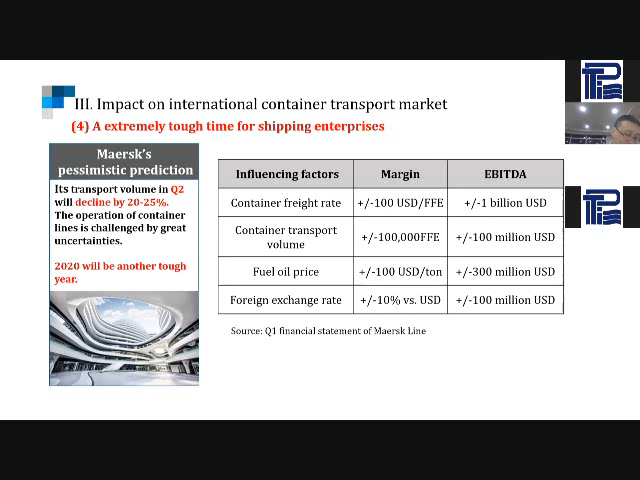 III. Impact on international container transport market
(4) A extremely tough time for shipping enterprises
Maersk's
pessimistic prediction
Its transport volume in Q2
will decline by 20-25%.
The operation of container
lines is challenged by great
uncertainties.
2020 will be another tough
year.
Influencing factors Margin EBITDA
Container freight rate +/-100 USD/FFE +/-1 billion USD
Container transport
volume +/-100,000FFE +/-100 million USD
Fuel oil price +/-100 USD/ton +/-300 million USD
Foreign exchange rate +/-10% vs. USD +/-100 million USD
Source: Q1 financial statement of Maersk Line